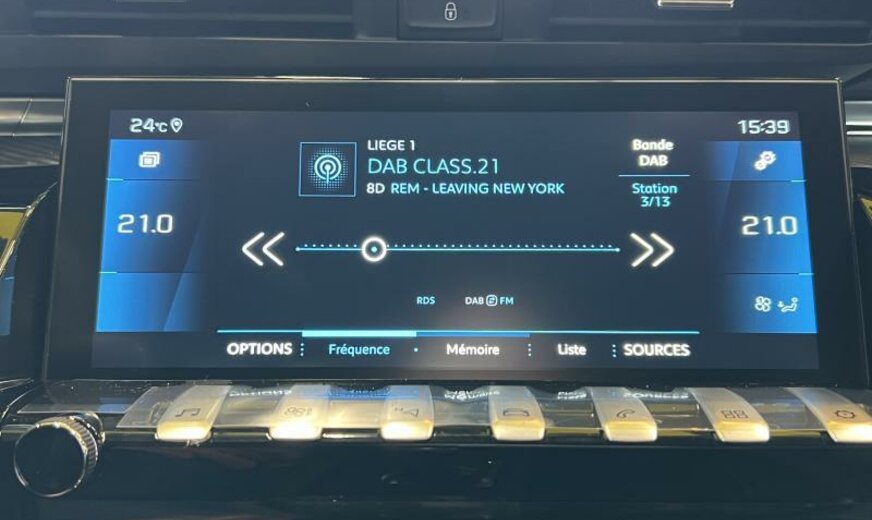 24°C
15:39
LIEGE 1
DAB CLASS.21
8D REM - LEAVING NEW YORK
Bande
DAB
Station
3/13
21.0
21.0
RDS
DAB FM
OPTIONS
Fréquence
Mémoire
Liste
SOURCES